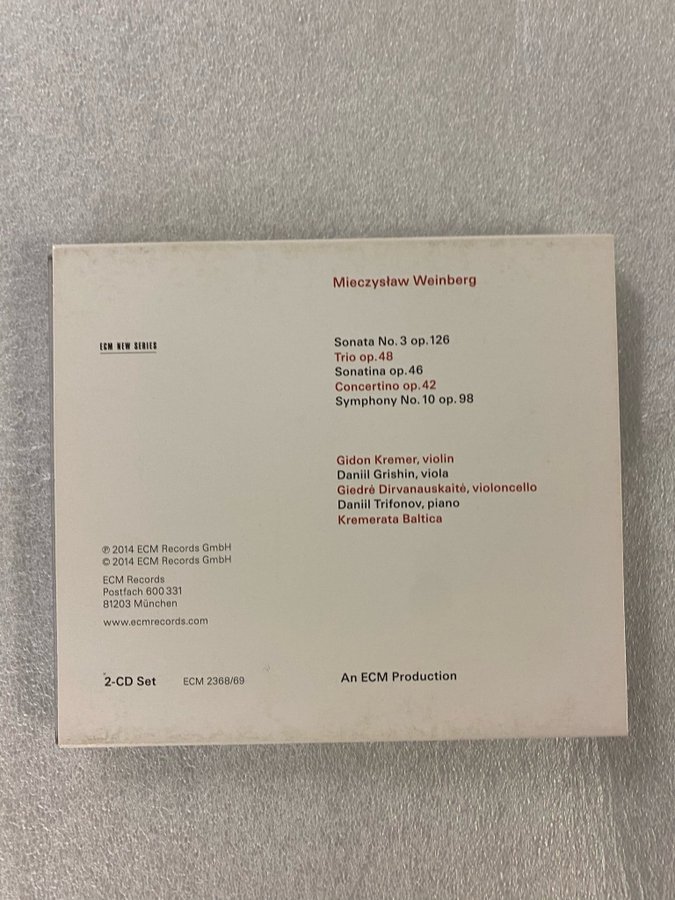 Mieczysław Weinberg
ECM NEW SERIES
Sonata No. 3 op. 126
Trio op. 48
Sonatina op. 46
Concertino op. 42
Symphony No. 10 op. 98
Gidon Kremer, violin
Daniil Grishin, viola
Giedrė Dirvanauskaitė, violoncello
Daniil Trifonov, piano
Kremerata Baltica
℗ 2014 ECM Records GmbH
© 2014 ECM Records GmbH
ECM Records
Postfach 600 331
81203 München
www.ecmrecords.com
2-CD Set
ECM 2368/69
An ECM Production